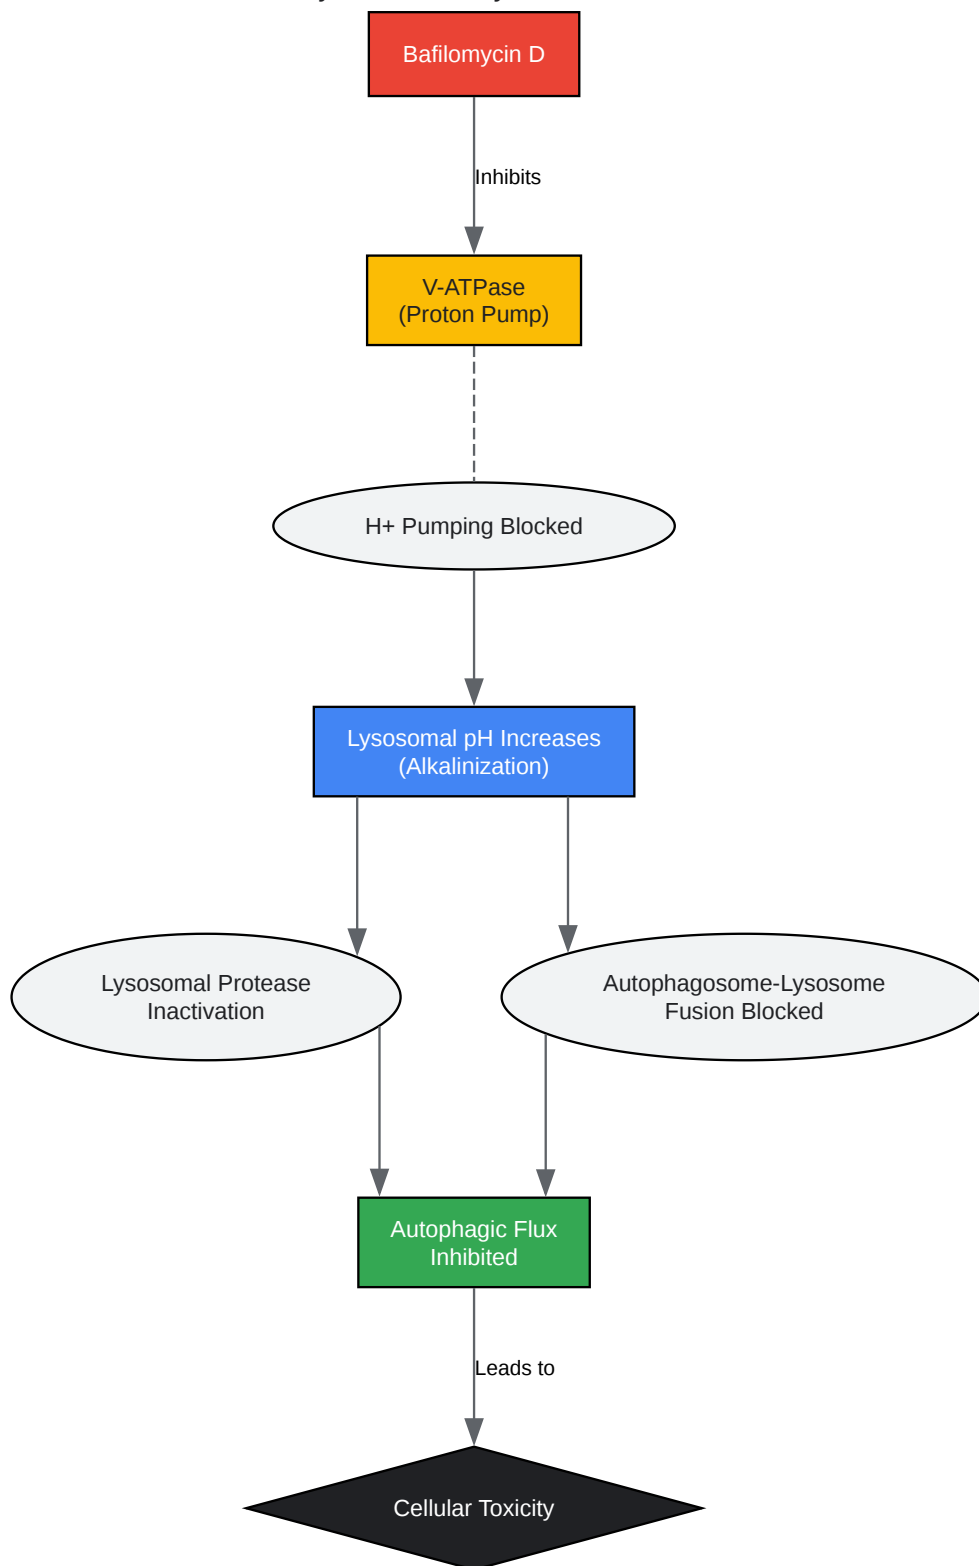 Bafilomycin D
Inhibits
V-ATPase
(Proton Pump)
H+ Pumping Blocked
Lysosomal pH Increases
(Alkalinization)
Lysosomal Protease
Inactivation
Autophagosome-Lysosome
Fusion Blocked
Autophagic Flux
Inhibited
Leads to
Cellular Toxicity